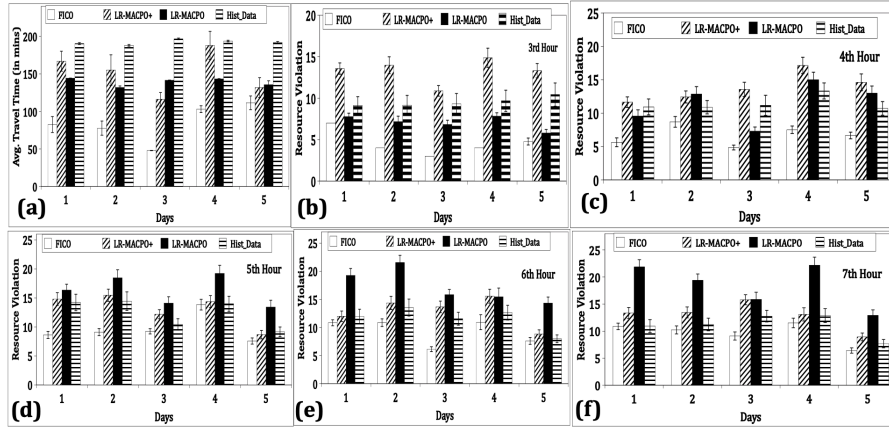 FICO LR-MACPO+ LR-MACPO Hist_Data
Avg. Travel Time (in mins)
200
150
100
50
0
1 2 3 4 5
Days
(a)
FICO LR-MACPO+ LR-MACPO Hist_Data
3rd Hour
Resource Violation
20
15
10
5
0
1 2 3 4 5
Days
(b)
FICO LR-MACPO+ LR-MACPO Hist_Data
4th Hour
Resource Violation
25
20
15
10
5
0
1 2 3 4 5
Days
(c)
FICO LR-MACPO+ LR-MACPO Hist_Data
5th Hour
Resource Violation
25
20
15
10
5
0
1 2 3 4 5
Days
(d)
FICO LR-MACPO+ LR-MACPO Hist_Data
6th Hour
Resource Violation
25
20
15
10
5
0
1 2 3 4 5
Days
(e)
FICO LR-MACPO+ LR-MACPO Hist_Data
7th Hour
Resource Violation
25
20
15
10
5
0
1 2 3 4 5
Days
(f)